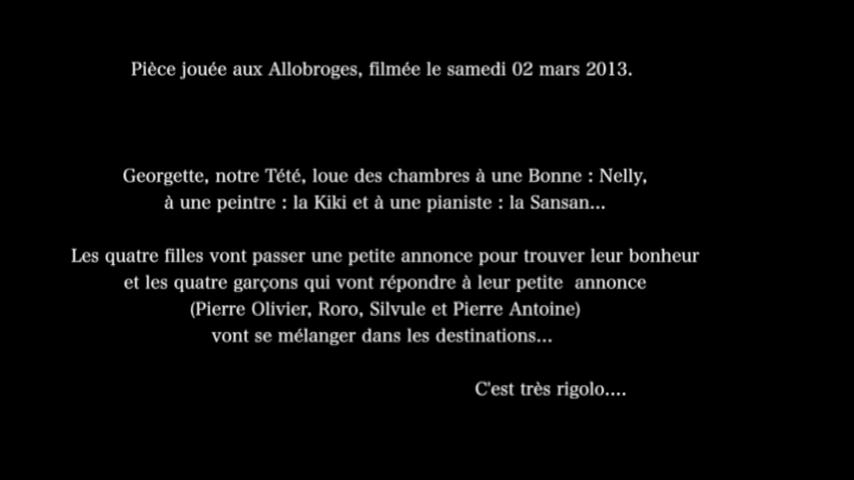 Pièce jouée aux Allobroges, filmée le samedi 02 mars 2013.
Georgette, notre Tété, loue des chambres à une Bonne : Nelly,
à une peintre : la Kiki et à une pianiste : la Sansan...
Les quatre filles vont passer une petite annonce pour trouver leur bonheur
et les quatre garçons qui vont répondre à leur petite  annonce
(Pierre Olivier, Roro, Silvule et Pierre Antoine)
vont se mélanger dans les destinations...
C'est très rigolo....